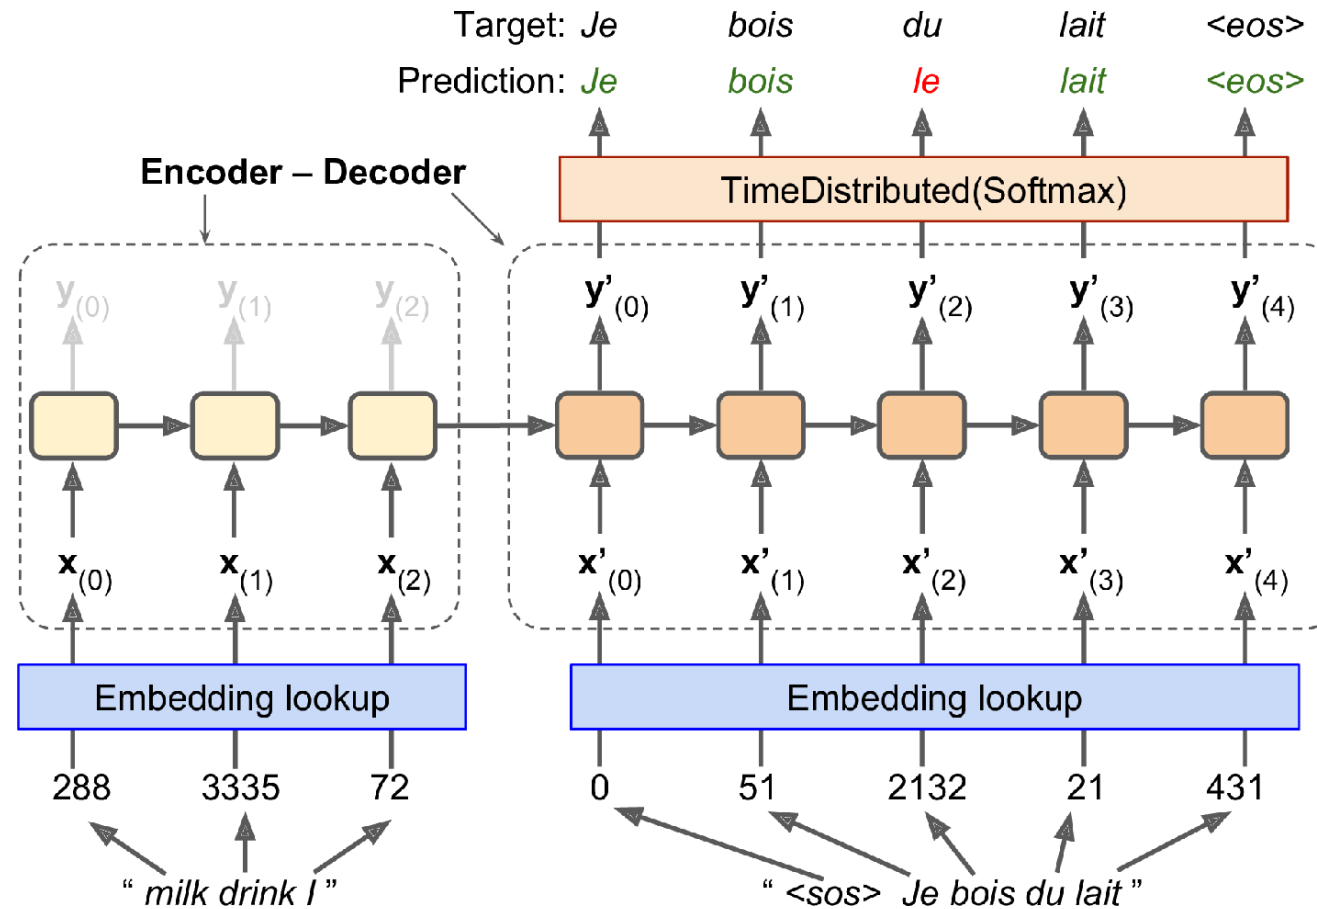 Target: Je bois du lait <eos>
Prediction: Je bois le lait <eos>
Encoder – Decoder
TimeDistributed(Softmax)
y(0) y(1) y(2) y’(0) y’(1) y’(2) y’(3) y’(4)
x(0) x(1) x(2) x’(0) x’(1) x’(2) x’(3) x’(4)
Embedding lookup Embedding lookup
288 3335 72 0 51 2132 21 431
“ milk drink I ” “ <sos> Je bois du lait ”